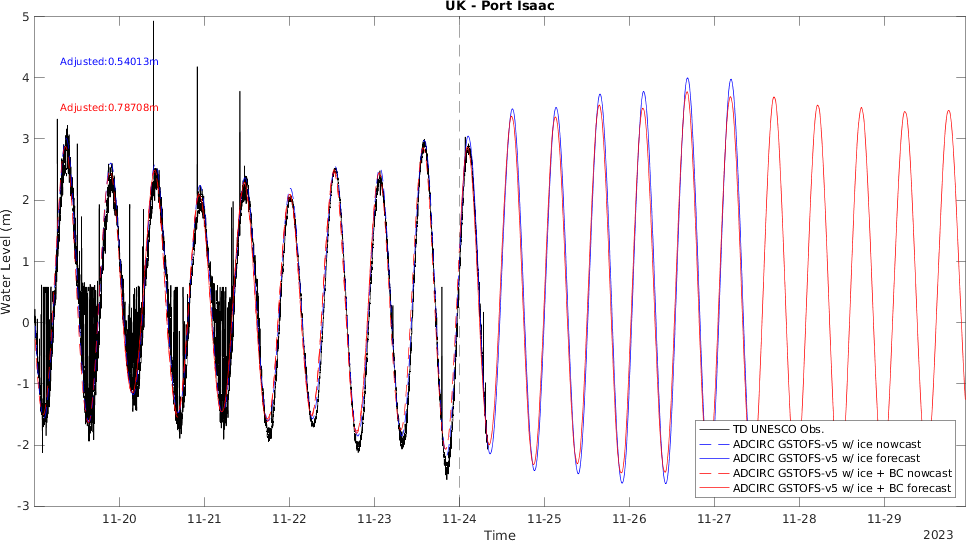 UK - Port Isaac
Adjusted:0.54013m
Adjusted:0.78708m
Water Level (m)
5
4
3
2
1
0
-1
-2
-3
11-20
11-21
11-22
11-23
11-24
11-25
11-26
11-27
11-28
11-29
Time
2023
TD UNESCO Obs.
ADCIRC GSTOFS-v5 w/ ice nowcast
ADCIRC GSTOFS-v5 w/ ice forecast
ADCIRC GSTOFS-v5 w/ ice + BC nowcast
ADCIRC GSTOFS-v5 w/ ice + BC forecast